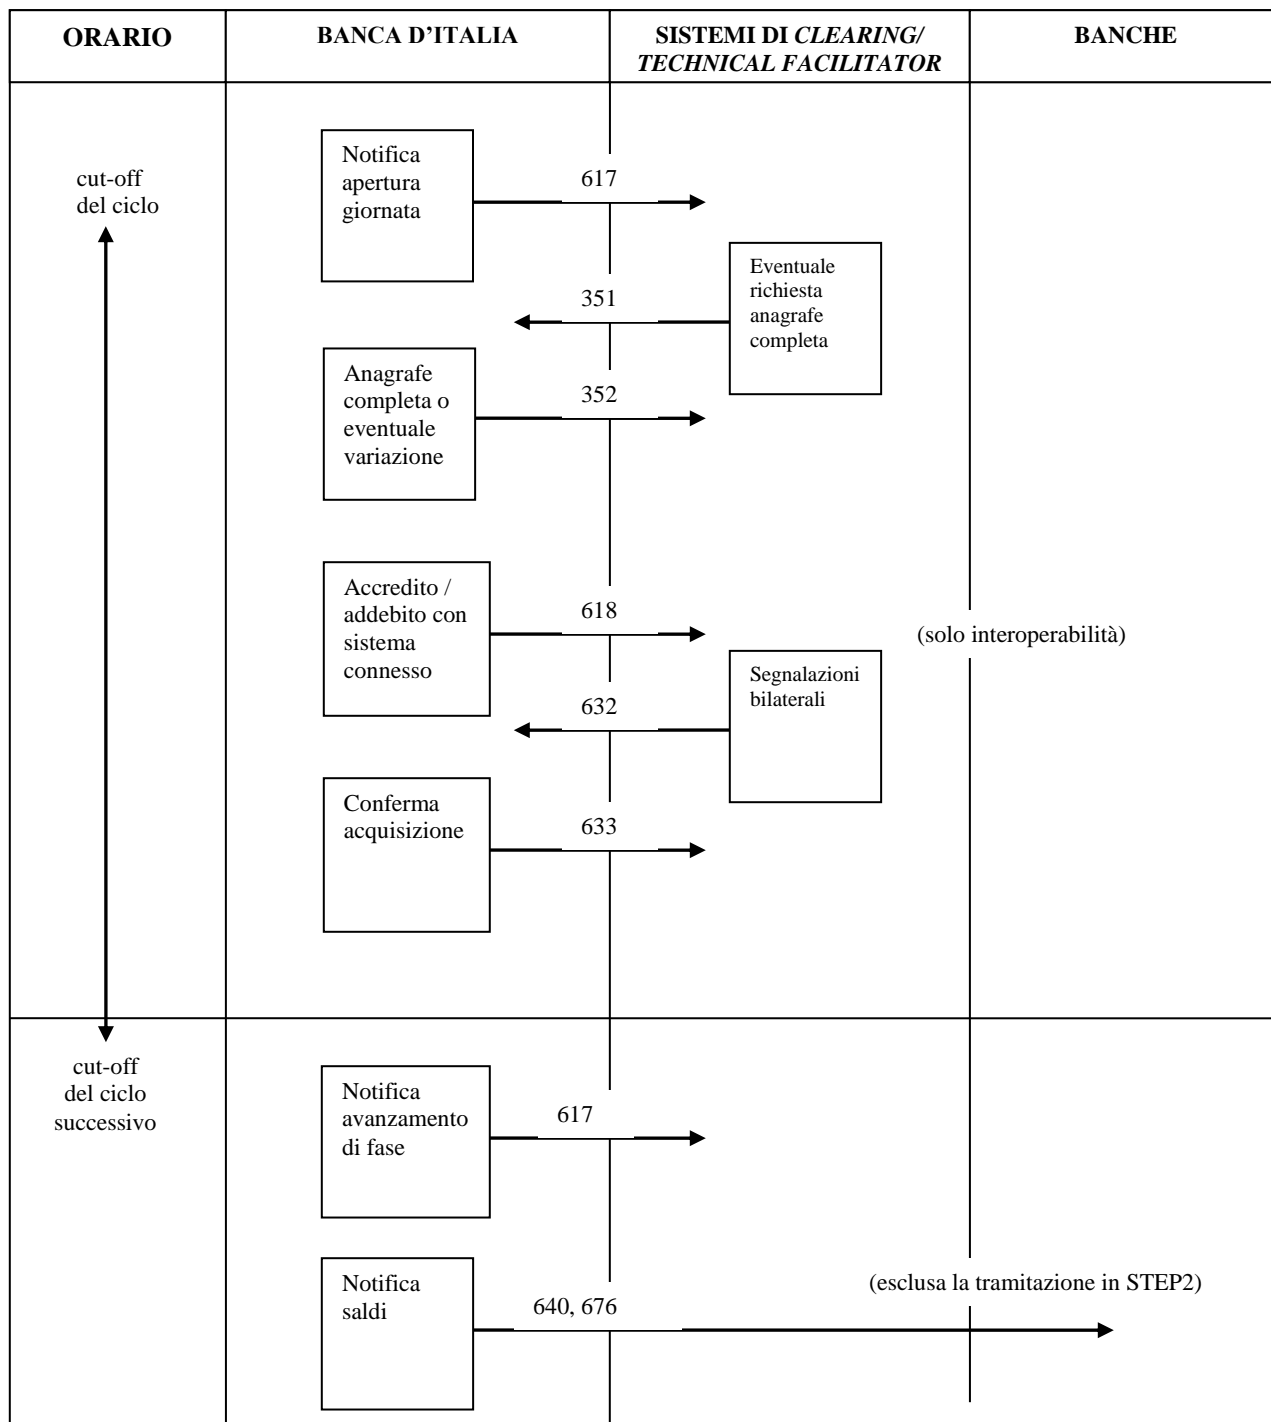 ORARIO
BANCA D'ITALIA
SISTEMI DI CLEARING/
TECHNICAL FACILITATOR
BANCHE
cut-off
del ciclo
Notifica
apertura
giornata
617
Eventuale
richiesta
anagrafe
completa
351
Anagrafe
completa o
eventuale
variazione
352
Accredito /
addebito con
sistema
connesso
618
(solo interoperabilità)
Segnalazioni
bilaterali
632
Conferma
acquisizione
633
cut-off
del ciclo
successivo
Notifica
avanzamento
di fase
617
Notifica
saldi
640, 676
(esclusa la tramitazione in STEP2)